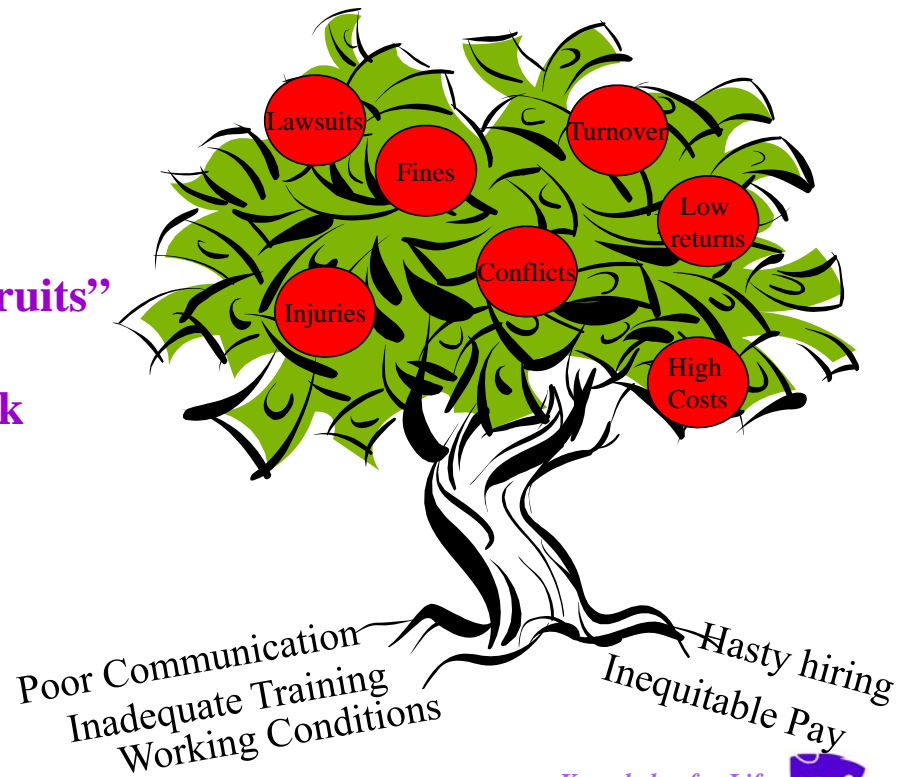 Lawsuits
Turnover
Fines
Low
returns
Conflicts
ruits”
Injuries
High
Costs
k
Poor Communication
Inadequate Training
Working Conditions
Hasty hiring
Inequitable Pay